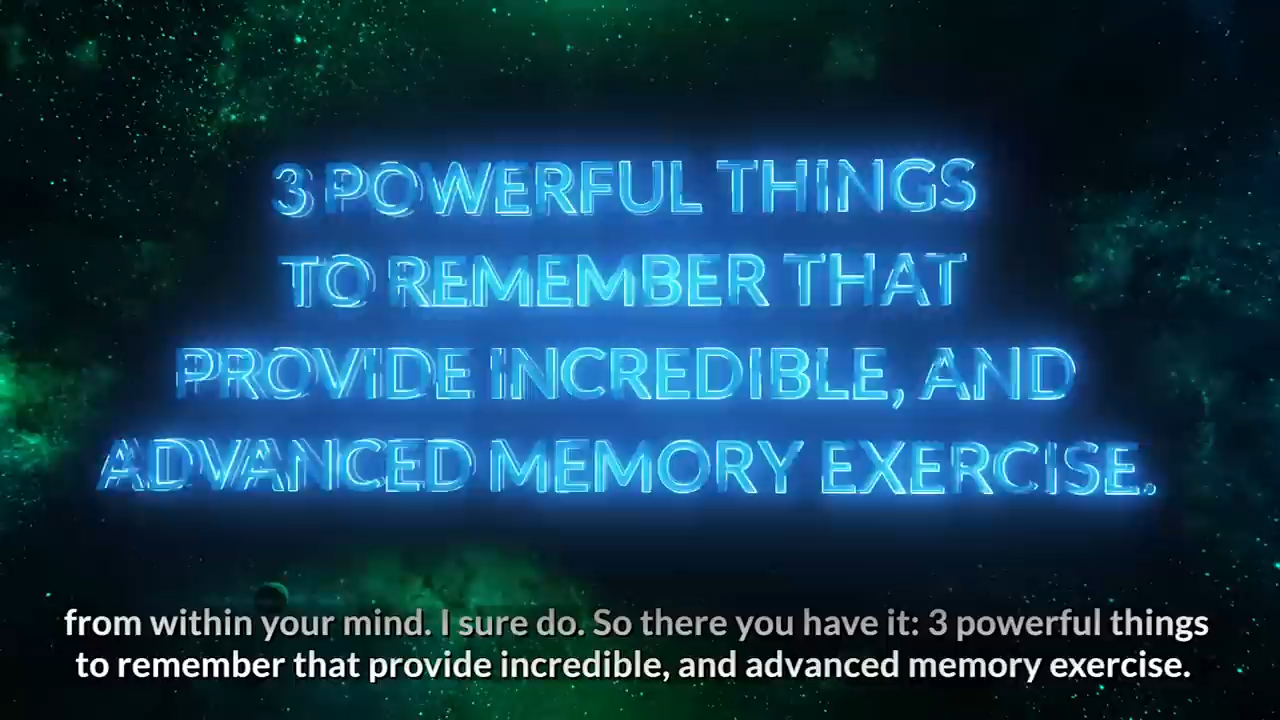 3 POWERFUL THINGS
TO REMEMBER THAT
PROVIDE INCREDIBLE, AND
ADVANCED MEMORY EXERCISE.
from within your mind. I sure do. So there you have it: 3 powerful things
to remember that provide incredible, and advanced memory exercise.